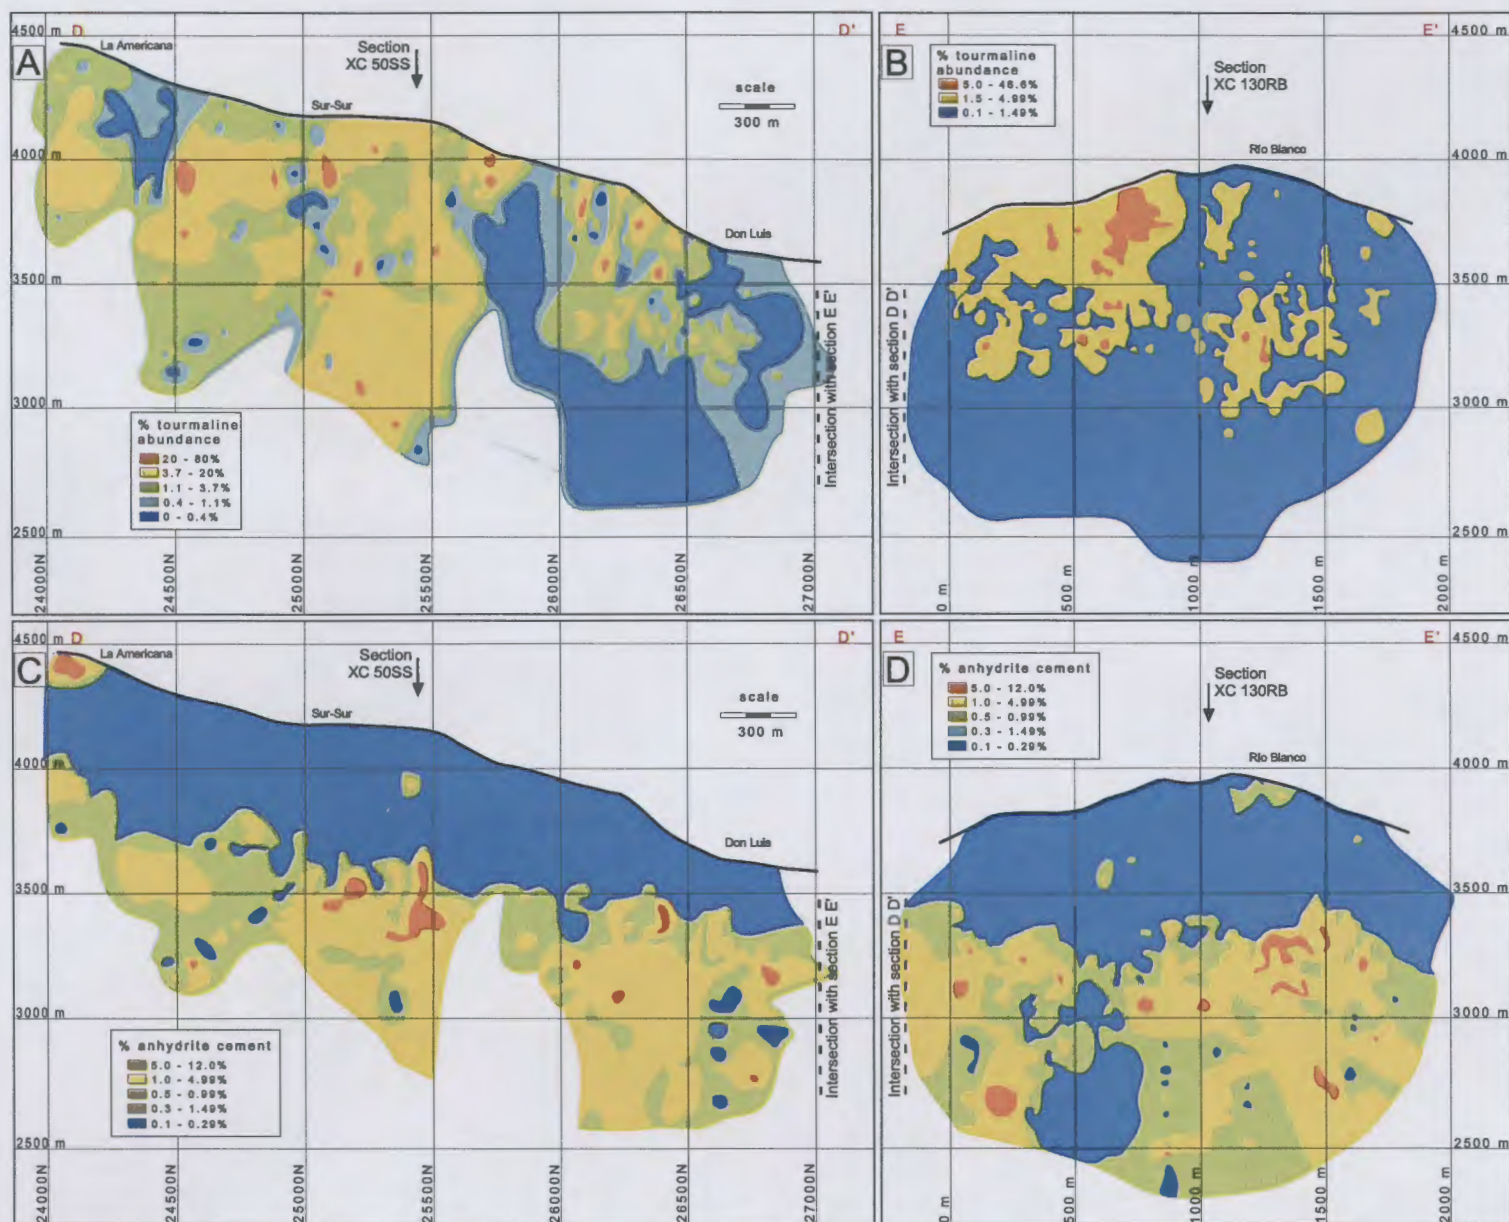 4500 m D
D'
La Americana
A
Section
XC 50SS
Sur-Sur
scale
300 m
4000 m
3500 m
3000 m
2500 m
Don Luis
Intersection with section E E'
% tourmaline
abundance
20 - 80%
3.7 - 20%
1.1 - 3.7%
0.4 - 1.1%
0 - 0.4%
24000N
24500N
25000N
25500N
26000N
26500N
27000N
E
E'
4500 m
B
% tourmaline
abundance
5.0 - 46.6%
1.5 - 4.99%
0.1 - 1.49%
Section
XC 130RB
Río Blanco
4000 m
3500 m
3000 m
2500 m
Intersection with section D D'
0 m
500 m
1000 m
1500 m
2000 m
4500 m D
D'
La Americana
C
Section
XC 50SS
Sur-Sur
scale
300 m
4000 m
3500 m
3000 m
2500 m
Don Luis
Intersection with section E E'
% anhydrite cement
5.0 - 12.0%
1.0 - 4.99%
0.5 - 0.99%
0.3 - 1.49%
0.1 - 0.29%
24000N
24500N
25000N
25500N
26000N
26500N
27000N
E
E'
4500 m
D
% anhydrite cement
5.0 - 12.0%
1.0 - 4.99%
0.5 - 0.99%
0.3 - 1.49%
0.1 - 0.29%
Section
XC 130RB
Río Blanco
4000 m
3500 m
3000 m
2500 m
Intersection with section D D'
0 m
500 m
1000 m
1500 m
2000 m